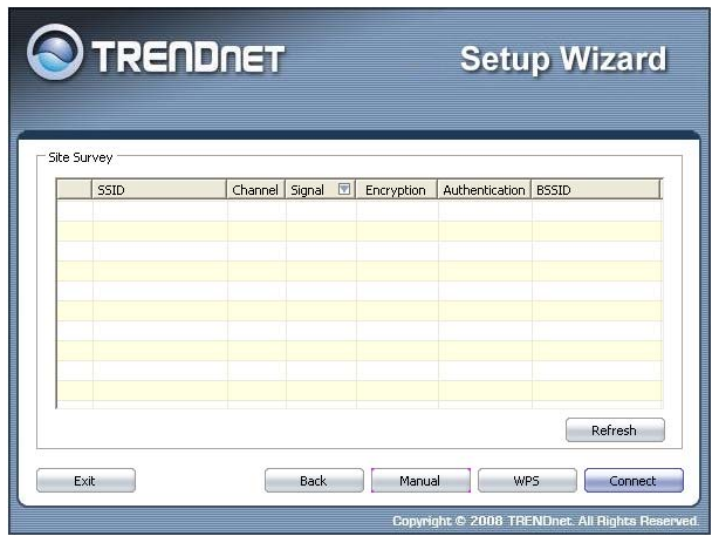 TRENDNET
Setup Wizard
Site Survey
SSID Channel Signal Encryption Authentication BSSID
Refresh
Exit Back Manual WPS Connect
Copyright © 2008 TRENDnet. All Rights Reserved.